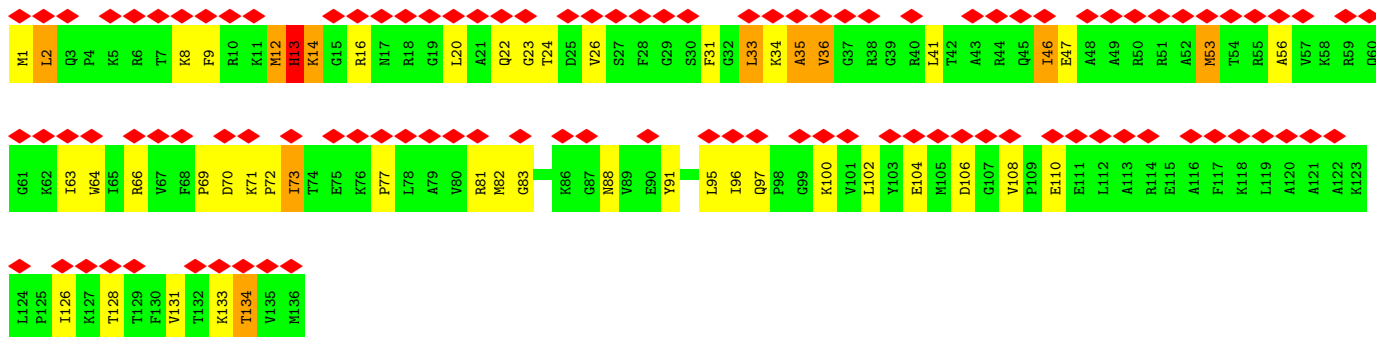 M1 L2 Q3 P4 K5 R6 T7 K8 F9 R10 K11 M12 H13 K14 G15 R16 N17 R18 G19 L20 A21 Q22 G23 T24 D25 V26 S27 F28 G29 S30 F31 G32 L33 K34 A35 V36 G37 R38 G39 R40 L41 T42 A43 R44 Q45 I46 E47 A48 A49 R50 R51 A52 M53 T54 R55 A56 V57 K58 R59 Q60
G61 K62 I63 W64 I65 R66 V67 F68 P69 D70 K71 P72 I73 T74 E75 K76 P77 L78 A79 V80 R81 M82 G83 K86 G87 N88 V89 E90 Y91 L95 I96 Q97 P98 G99 K100 V101 L102 Y103 E104 M105 D106 G107 V108 P109 E110 E111 L112 A113 R114 E115 A116 F117 K118 L119 A120 A121 A122 K123
L124 P125 I126 K127 T128 T129 F130 V131 T132 K133 T134 V135 M136